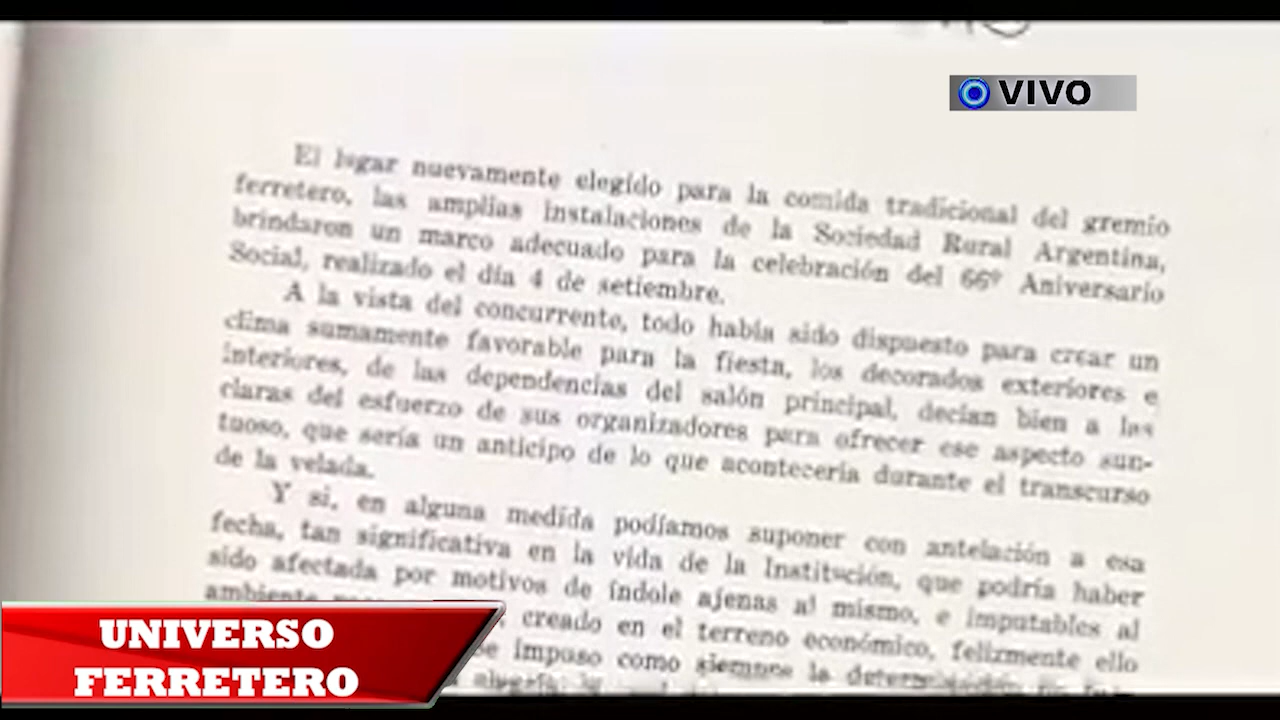 VIVO
El lugar nuevamente elegido para la comida tradicional del gremio
ferretero, las amplias instalaciones de la Sociedad Rural Argentina,
brindaron un marco adecuado para la celebración del 66º Aniversario
Social, realizado el día 4 de setiembre.
A la vista del concurrente, todo había sido dispuesto para crear un
clima sumamente favorable para la fiesta, los decorados exteriores e
interiores, de las dependencias del salón principal, decían bien a las
claras del esfuerzo de sus organizadores para ofrecer ese aspecto sun-
tuoso, que sería un anticipo de lo que acontecería durante el transcurso
de la velada.
Y si, en alguna medida podíamos suponer con antelación a esa
fecha, tan significativa en la vida de la Institución, que podría haber
sido afectada por motivos de índole ajenas al mismo, e imputables al
ambiente creado en el terreno económico, felizmente ello
impuso como siempre la
alegría;
UNIVERSO
FERRETERO